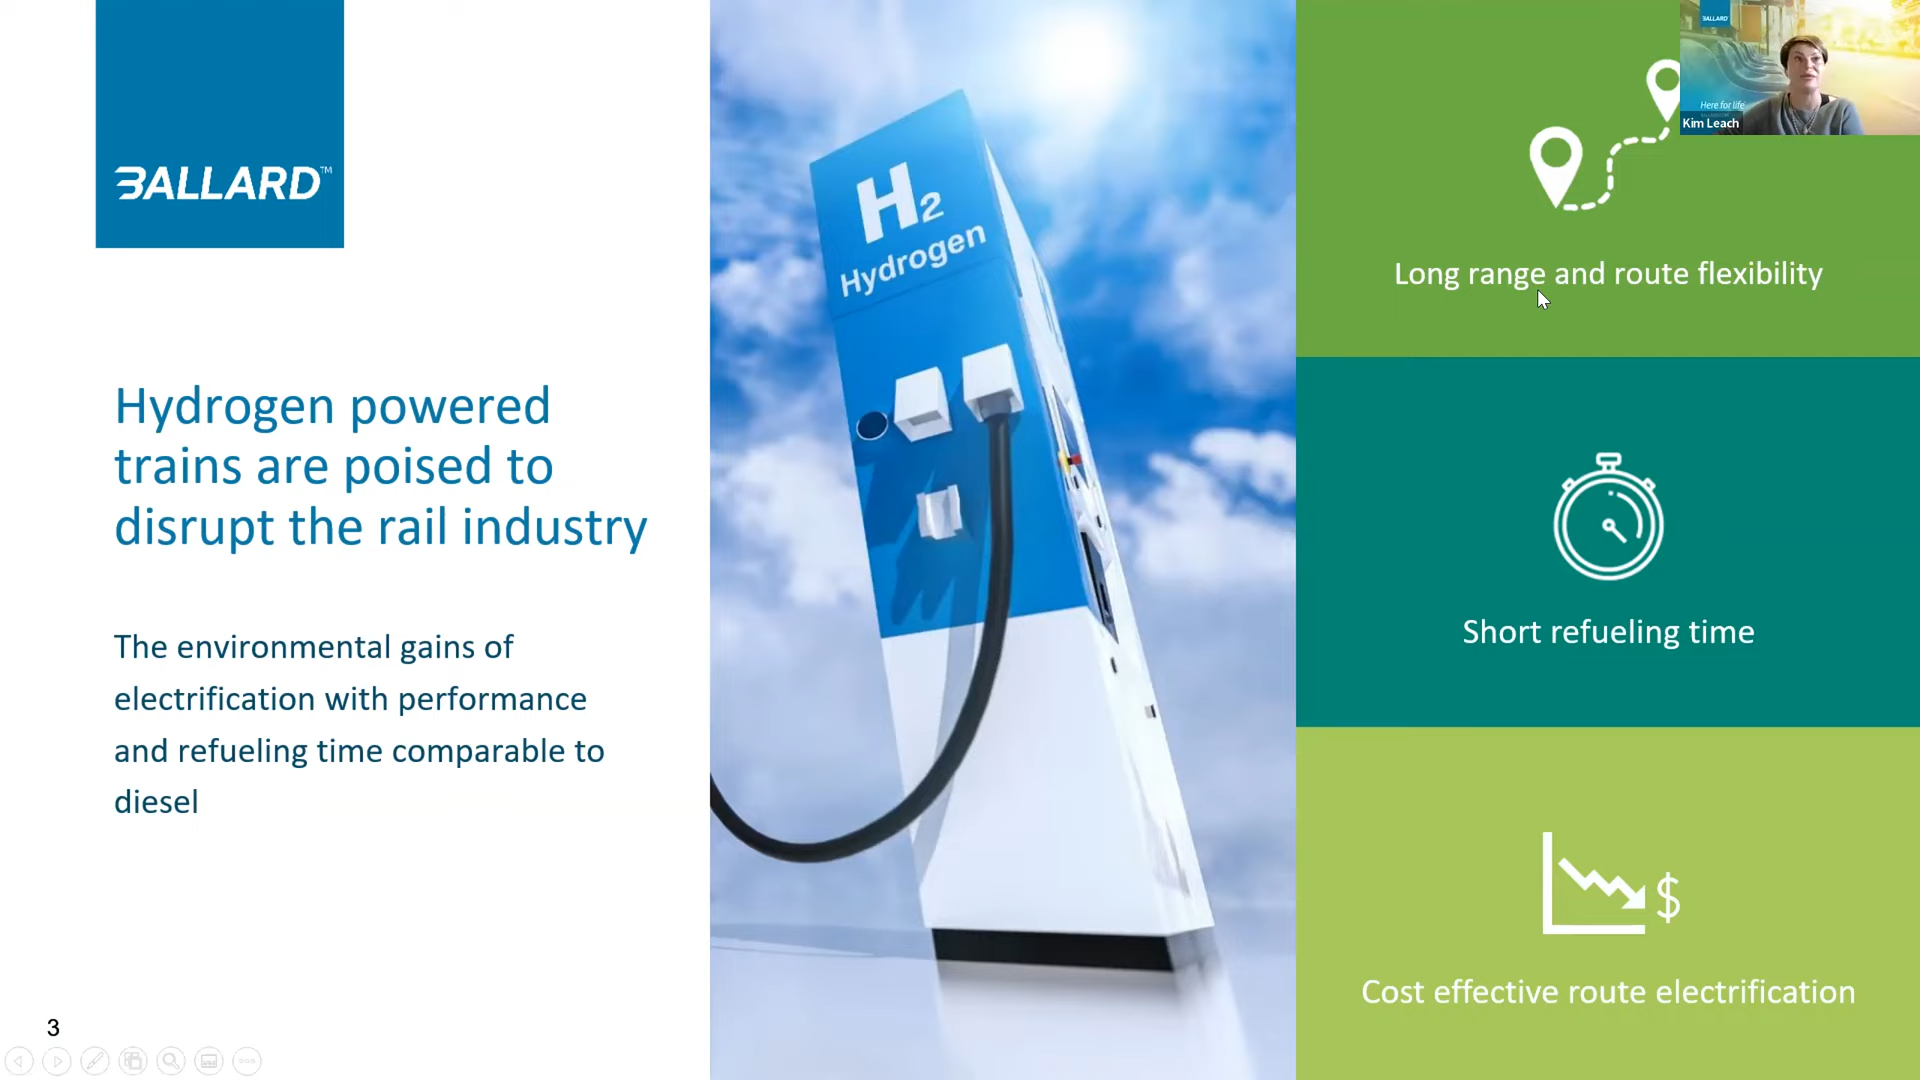 BALLARD™
Hydrogen powered
trains are poised to
disrupt the rail industry
The environmental gains of
electrification with performance
and refueling time comparable to
diesel
3
H2
Hydrogen
Long range and route flexibility
Short refueling time
$
Cost effective route electrification
BALLARD
Here for life
Kim Leach